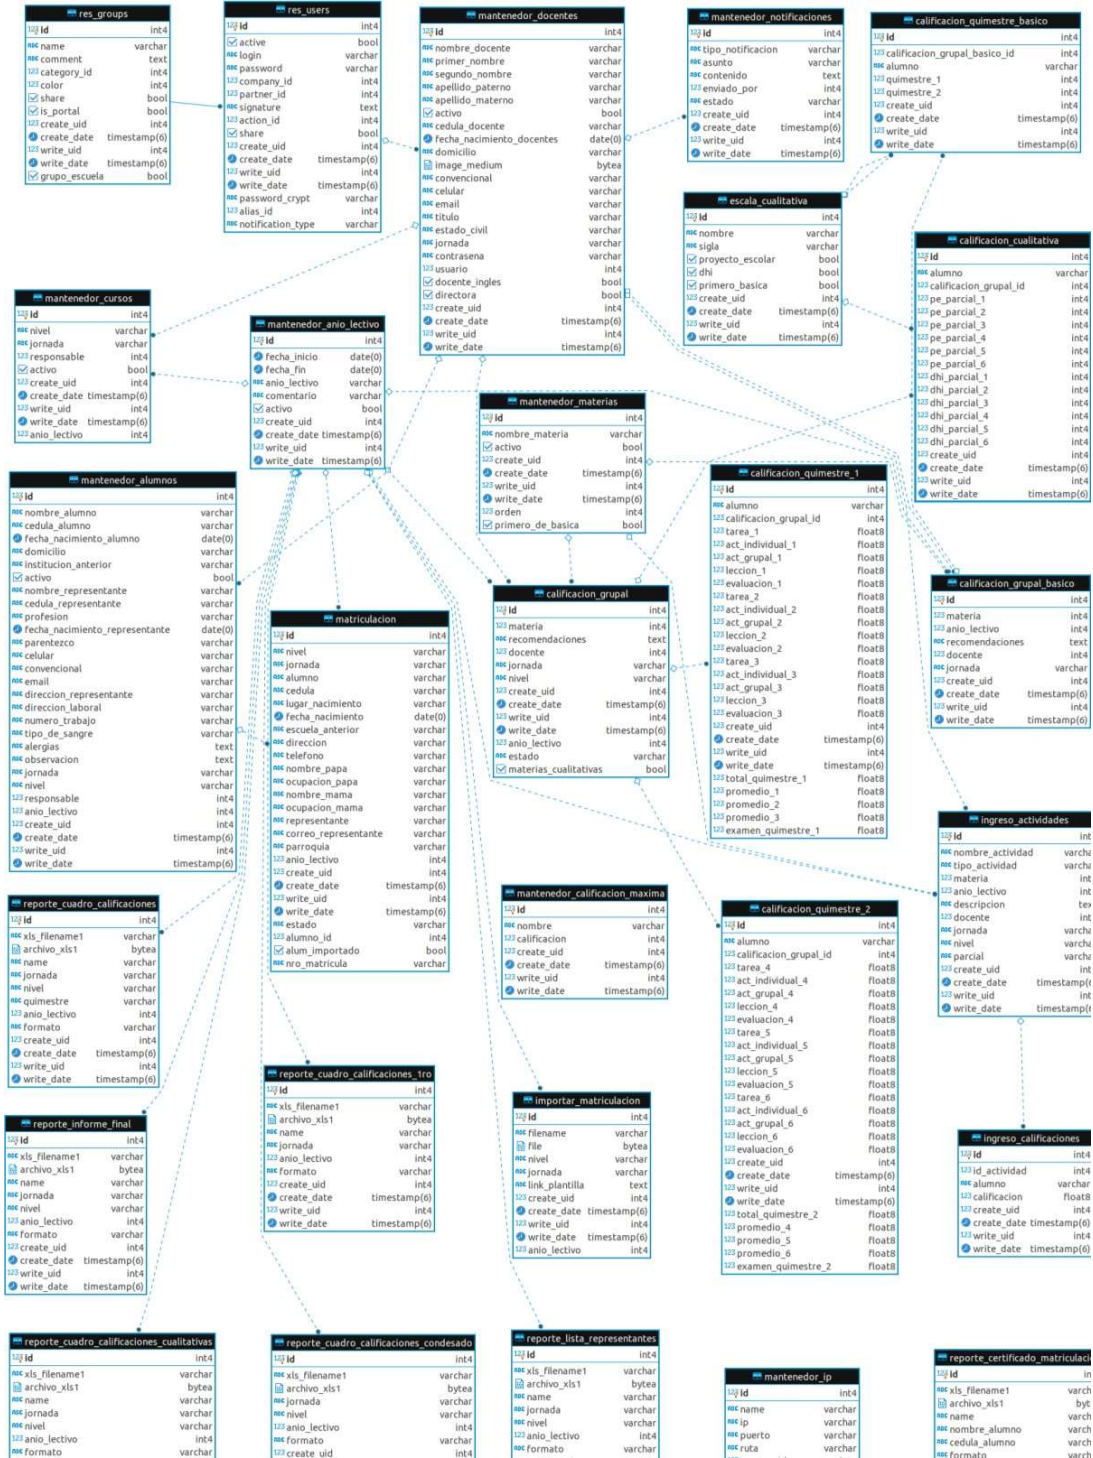 res_groups
id int4
name varchar
comment text
category_id int4
color int4
share bool
is_portal bool
create_uid int4
create_date timestamp(6)
write_uid int4
write_date timestamp(6)
grupo_escuela bool
res_users
id int4
active bool
login varchar
password varchar
company_id int4
partner_id int4
signature text
action_id int4
share bool
create_uid int4
create_date timestamp(6)
write_uid int4
write_date timestamp(6)
password_crypt varchar
alias_id int4
notification_type varchar
mantenedor_docentes
id int4
nombre_docente varchar
primer_nombre varchar
segundo_nombre varchar
apellido_paterno varchar
apellido_materno varchar
activo bool
cedula_docente varchar
fecha_nacimiento_docentes date(0)
domicilio varchar
image_medium bytea
convencional varchar
celular varchar
email varchar
titulo varchar
estado_civil varchar
jornada varchar
contrasena varchar
usuario int4
docente_ingles bool
directora bool
create_uid int4
create_date timestamp(6)
write_uid int4
write_date timestamp(6)
mantenedor_notificaciones
id int4
tipo_notificacion varchar
asunto varchar
contenido text
enviado_por int4
estado varchar
create_uid int4
create_date timestamp(6)
write_uid int4
write_date timestamp(6)
calificacion_quimestre_basico
id int4
calificacion_grupal_basico_id int4
alumno varchar
quimestre_1 int4
quimestre_2 int4
create_uid int4
create_date timestamp(6)
write_uid int4
write_date timestamp(6)
escala_cualitativa
id int4
nombre varchar
sigla varchar
proyecto_escolar bool
dhi bool
primero_basica bool
create_uid int4
create_date timestamp(6)
write_uid int4
write_date timestamp(6)
calificacion_cualitativa
id int4
alumno varchar
calificacion_grupal_id int4
pe_parcial_1 int4
pe_parcial_2 int4
pe_parcial_3 int4
pe_parcial_4 int4
pe_parcial_5 int4
pe_parcial_6 int4
dhi_parcial_1 int4
dhi_parcial_2 int4
dhi_parcial_3 int4
dhi_parcial_4 int4
dhi_parcial_5 int4
dhi_parcial_6 int4
create_uid int4
create_date timestamp(6)
write_uid int4
write_date timestamp(6)
mantenedor_cursos
id int4
nivel varchar
jornada varchar
responsable int4
activo bool
create_uid int4
create_date timestamp(6)
write_uid int4
write_date timestamp(6)
anio_lectivo int4
mantenedor_anio_lectivo
id int4
fecha_inicio date(0)
fecha_fin date(0)
anio_lectivo varchar
comentario varchar
activo bool
create_uid int4
create_date timestamp(6)
write_uid int4
write_date timestamp(6)
mantenedor_materias
id int4
nombre_materia varchar
activo bool
create_uid int4
create_date timestamp(6)
write_uid int4
write_date timestamp(6)
orden int4
primero_de_basica bool
mantenedor_alumnos
id int4
nombre_alumno varchar
cedula_alumno varchar
fecha_nacimiento_alumno date(0)
domicilio varchar
institucion_anterior varchar
activo bool
nombre_representante varchar
cedula_representante varchar
profesion varchar
fecha_nacimiento_representante date(0)
parentezco varchar
celular varchar
convencional varchar
email varchar
direccion_representante varchar
direccion_laboral varchar
numero_trabajo varchar
tipo_de_sangre varchar
alergias text
observacion text
jornada varchar
nivel varchar
responsable int4
anio_lectivo int4
create_uid int4
create_date timestamp(6)
write_uid int4
write_date timestamp(6)
calificacion_quimestre_1
id int4
alumno varchar
calificacion_grupal_id int4
tarea_1 float8
act_individual_1 float8
act_grupal_1 float8
leccion_1 float8
evaluacion_1 float8
tarea_2 float8
act_individual_2 float8
act_grupal_2 float8
leccion_2 float8
evaluacion_2 float8
tarea_3 float8
act_individual_3 float8
act_grupal_3 float8
leccion_3 float8
evaluacion_3 float8
create_uid int4
create_date timestamp(6)
write_uid int4
write_date timestamp(6)
total_quimestre_1 float8
promedio_1 float8
promedio_2 float8
promedio_3 float8
examen_quimestre_1 float8
calificacion_grupal_basico
id int4
materia int4
anio_lectivo int4
recomendaciones text
docente int4
jornada varchar
create_uid int4
create_date timestamp(6)
write_uid int4
write_date timestamp(6)
calificacion_grupal
id int4
materia int4
recomendaciones text
docente int4
jornada varchar
nivel varchar
create_uid int4
create_date timestamp(6)
write_uid int4
write_date timestamp(6)
anio_lectivo int4
estado varchar
materias_cualitativas bool
matriculacion
id int4
nivel varchar
jornada varchar
alumno varchar
cedula varchar
lugar_nacimiento varchar
fecha_nacimiento date(0)
escuela_anterior varchar
direccion varchar
telefono varchar
nombre_papa varchar
ocupacion_papa varchar
nombre_mama varchar
ocupacion_mama varchar
representante varchar
correo_representante varchar
parroquia varchar
anio_lectivo int4
create_uid int4
create_date timestamp(6)
write_uid int4
write_date timestamp(6)
estado varchar
alumno_id int4
alum_importado bool
nro_matricula varchar
ingreso_actividades
id int
nombre_actividad varcha
tipo_actividad varcha
materia int
anio_lectivo int
descripcion tex
docente int
jornada varcha
nivel varcha
parcial varcha
create_uid int
create_date timestamp(
write_uid int
write_date timestamp(
reporte_cuadro_calificaciones
id int4
xls_filename1 varchar
archivo_xls1 bytea
name varchar
jornada varchar
nivel varchar
quimestre varchar
anio_lectivo int4
formato varchar
create_uid int4
create_date timestamp(6)
write_uid int4
write_date timestamp(6)
mantenedor_calificacion_maxima
id int4
nombre varchar
calificacion int4
create_uid int4
create_date timestamp(6)
write_uid int4
write_date timestamp(6)
calificacion_quimestre_2
id int4
alumno varchar
calificacion_grupal_id int4
tarea_4 float8
act_individual_4 float8
act_grupal_4 float8
leccion_4 float8
evaluacion_4 float8
tarea_5 float8
act_individual_5 float8
act_grupal_5 float8
leccion_5 float8
evaluacion_5 float8
tarea_6 float8
act_individual_6 float8
act_grupal_6 float8
leccion_6 float8
evaluacion_6 float8
create_uid int4
create_date timestamp(6)
write_uid int4
write_date timestamp(6)
total_quimestre_2 float8
promedio_4 float8
promedio_5 float8
promedio_6 float8
examen_quimestre_2 float8
reporte_cuadro_calificaciones_1ro
id int4
xls_filename1 varchar
archivo_xls1 bytea
name varchar
jornada varchar
anio_lectivo int4
formato varchar
create_uid int4
create_date timestamp(6)
write_uid int4
write_date timestamp(6)
importar_matriculacion
id int4
filename varchar
file bytea
nivel varchar
jornada varchar
link_plantilla text
create_uid int4
create_date timestamp(6)
write_uid int4
write_date timestamp(6)
anio_lectivo int4
reporte_informe_final
id int4
xls_filename1 varchar
archivo_xls1 bytea
name varchar
jornada varchar
nivel varchar
anio_lectivo int4
formato varchar
create_uid int4
create_date timestamp(6)
write_uid int4
write_date timestamp(6)
ingreso_calificaciones
id int4
id_actividad int4
alumno varchar
calificacion float8
create_uid int4
create_date timestamp(6)
write_uid int4
write_date timestamp(6)
reporte_cuadro_calificaciones_cualitativas
id int4
xls_filename1 varchar
archivo_xls1 bytea
name varchar
jornada varchar
nivel varchar
anio_lectivo int4
formato varchar
reporte_cuadro_calificaciones_condesado
id int4
xls_filename1 varchar
archivo_xls1 bytea
name varchar
jornada varchar
nivel varchar
anio_lectivo int4
formato varchar
create_uid int4
reporte_lista_representantes
id int4
xls_filename1 varchar
archivo_xls1 bytea
name varchar
jornada varchar
nivel varchar
anio_lectivo int4
formato varchar
mantenedor_ip
id int4
name varchar
ip varchar
puerto varchar
ruta varchar
reporte_certificado_matriculaci
id in
xls_filename1 varch
archivo_xls1 byt
name varch
nombre_alumno varch
cedula_alumno varch
formato varch